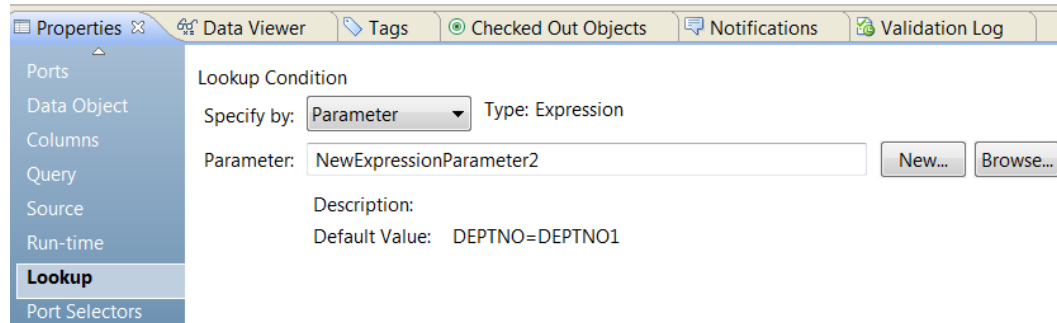 Properties Data Viewer Tags Checked Out Objects Notifications Validation Log
Ports
Data Object
Columns
Query
Source
Run-time
Lookup
Port Selectors
Lookup Condition
Specify by: Parameter Type: Expression
Parameter: NewExpressionParameter2 New... Browse...
Description:
Default Value: DEPTNO=DEPTNO1